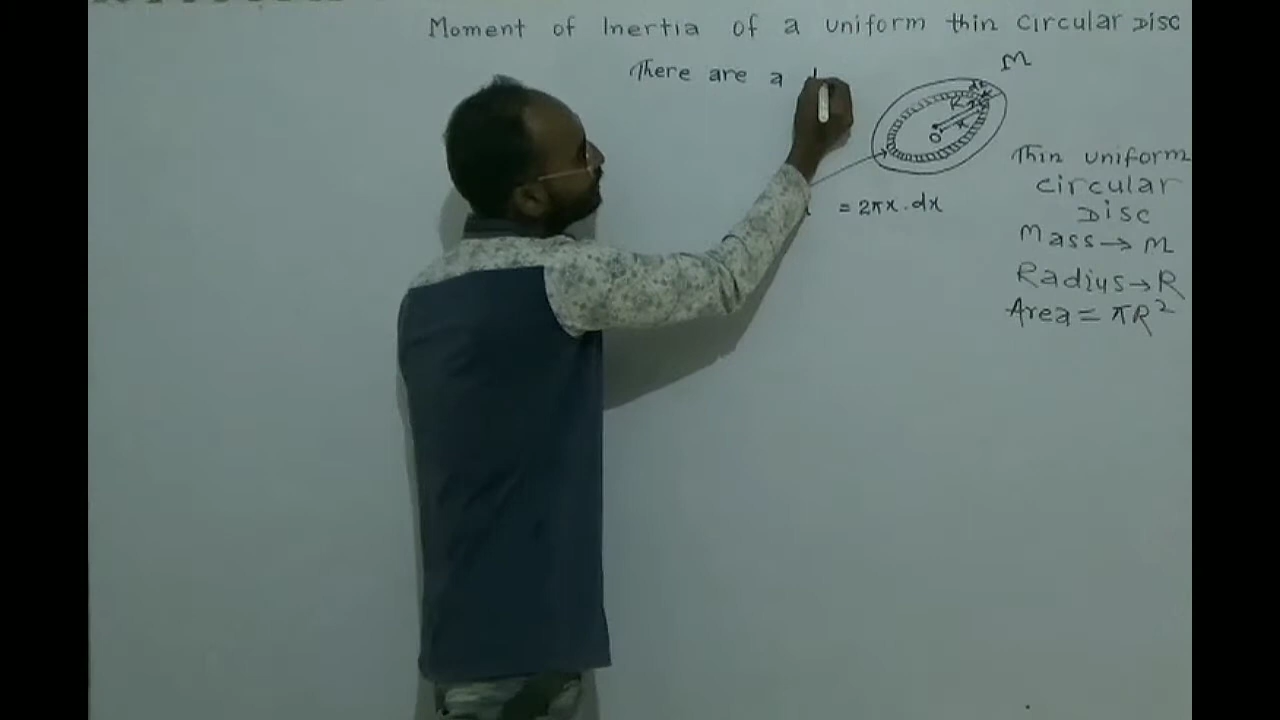 Moment of Inertia of a uniform thin circular Disc
There are a
M
dx
R
x
O
Thin uniform
circular
Disc
= 2πx.dx
Mass → M
Radius → R
Area = πR²